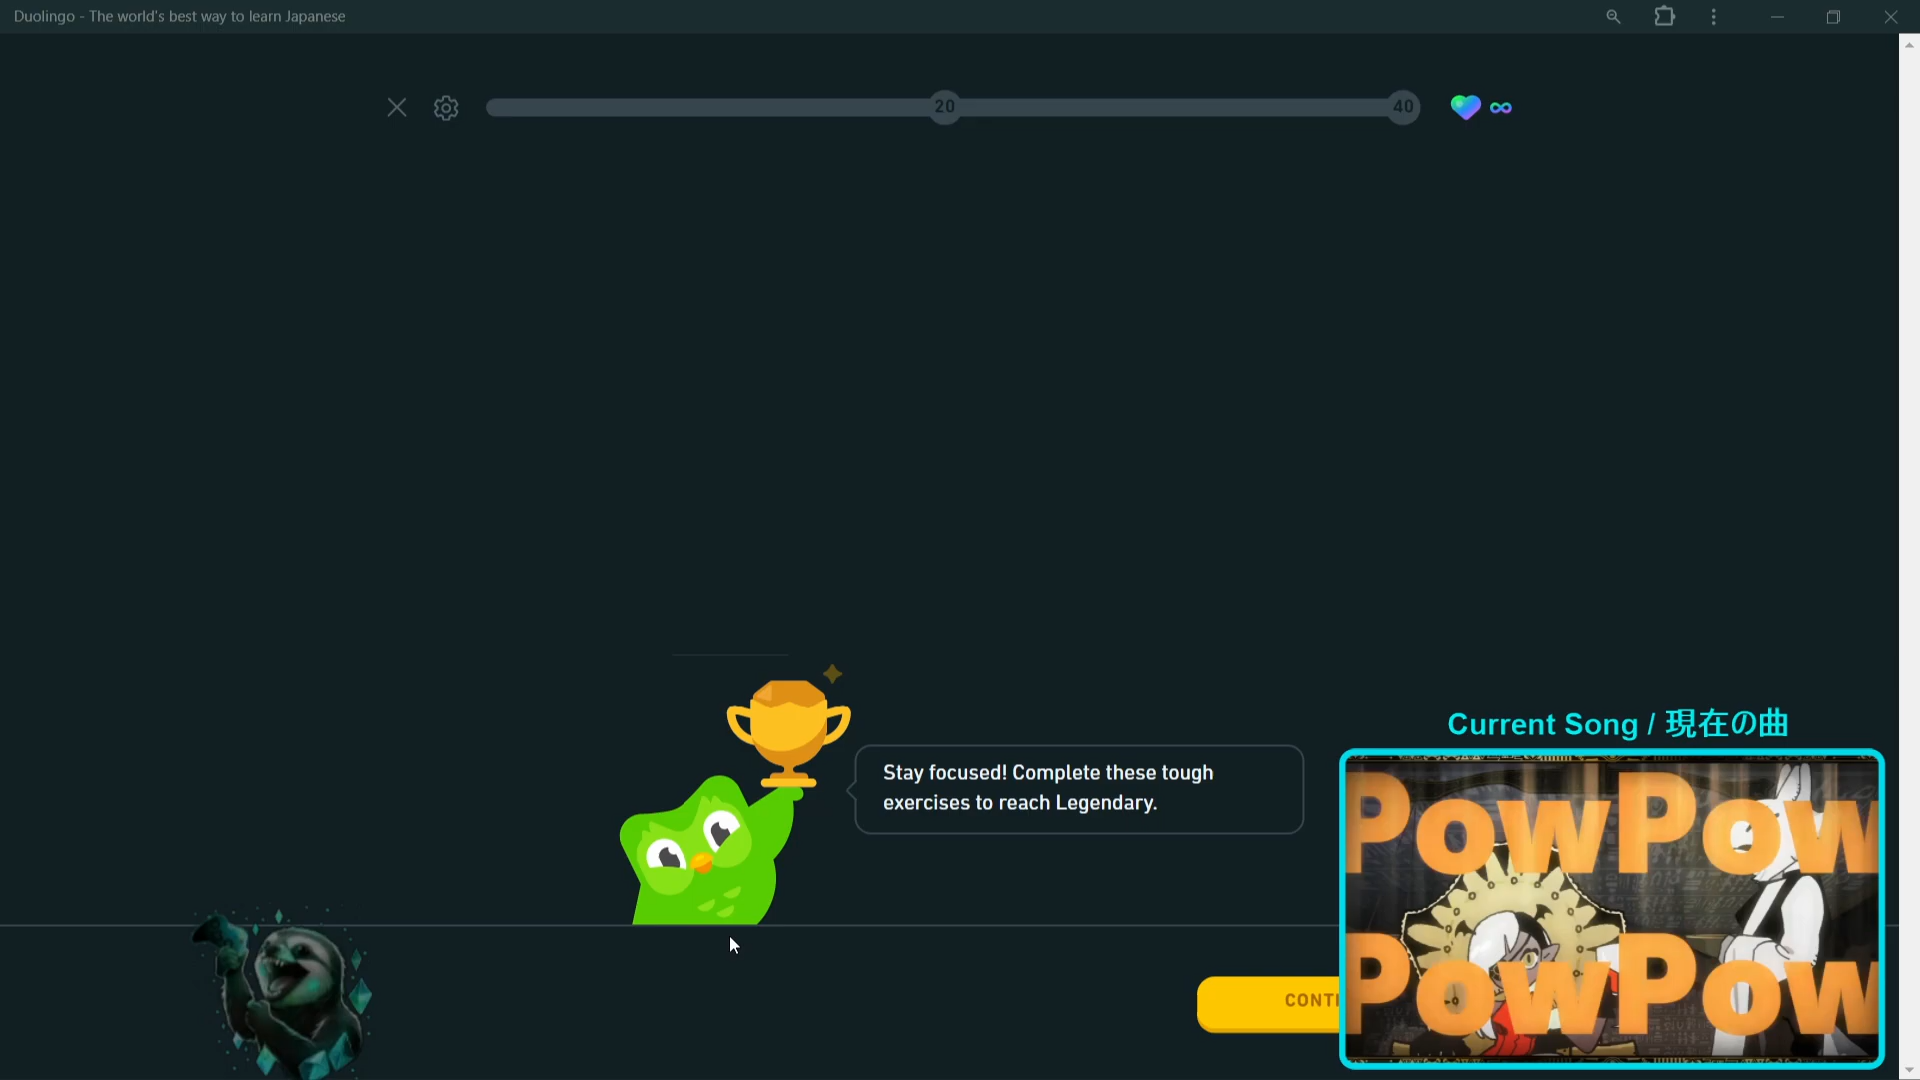 Duolingo - The world's best way to learn Japanese
20
40
Stay focused! Complete these tough
exercises to reach Legendary.
Current Song / 現在の曲
PowPow
PowPow
CONTI